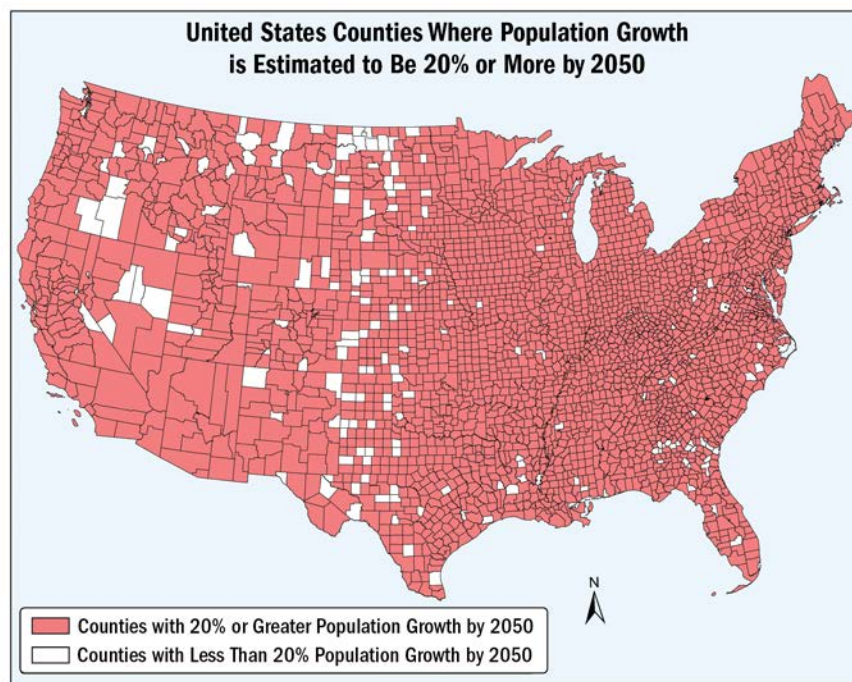 United States Counties Where Population Growth
is Estimated to Be 20% or More by 2050
N
Counties with 20% or Greater Population Growth by 2050
Counties with Less Than 20% Population Growth by 2050